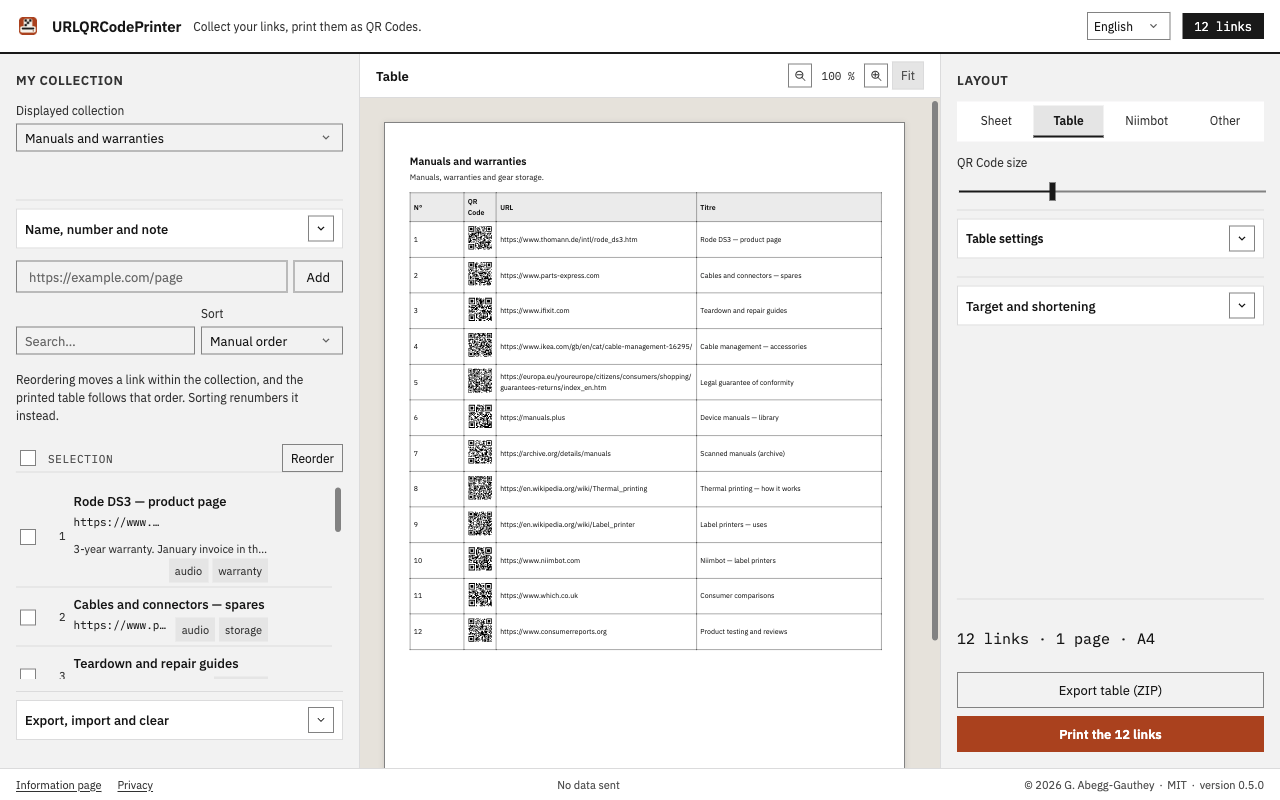 URLQRCodePrinter
Collect your links, print them as QR Codes.
English
12 links
MY COLLECTION
Displayed collection
Manuals and warranties
Name, number and note
https://example.com/page
Add
Sort
Search…
Manual order
Reordering moves a link within the collection, and the
printed table follows that order. Sorting renumbers it
instead.
SELECTION
Reorder
1
Rode DS3 — product page
https://www.…
3-year warranty. January invoice in th…
audio
warranty
2
Cables and connectors — spares
https://www.p…
audio
storage
3
Teardown and repair guides
Export, import and clear
Table
100 %
Fit
Manuals and warranties
Manuals, warranties and gear storage.
N° QR Code URL Titre
1 https://www.thomann.de/intl/rode_ds3.htm Rode DS3 — product page
2 https://www.parts-express.com Cables and connectors — spares
3 https://www.ifixit.com Teardown and repair guides
4 https://www.ikea.com/gb/en/cat/cable-management-16295/ Cable management — accessories
5 https://europa.eu/youreurope/citizens/consumers/shopping/
guarantees-returns/index_en.htm Legal guarantee of conformity
6 https://manuals.plus Device manuals — library
7 https://archive.org/details/manuals Scanned manuals (archive)
8 https://en.wikipedia.org/wiki/Thermal_printing Thermal printing — how it works
9 https://en.wikipedia.org/wiki/Label_printer Label printers — uses
10 https://www.niimbot.com Niimbot — label printers
11 https://www.which.co.uk Consumer comparisons
12 https://www.consumerreports.org Product testing and reviews
LAYOUT
Sheet
Table
Niimbot
Other
QR Code size
Table settings
Target and shortening
12 links · 1 page · A4
Export table (ZIP)
Print the 12 links
Information page
Privacy
No data sent
© 2026 G. Abegg-Gauthey · MIT · version 0.5.0